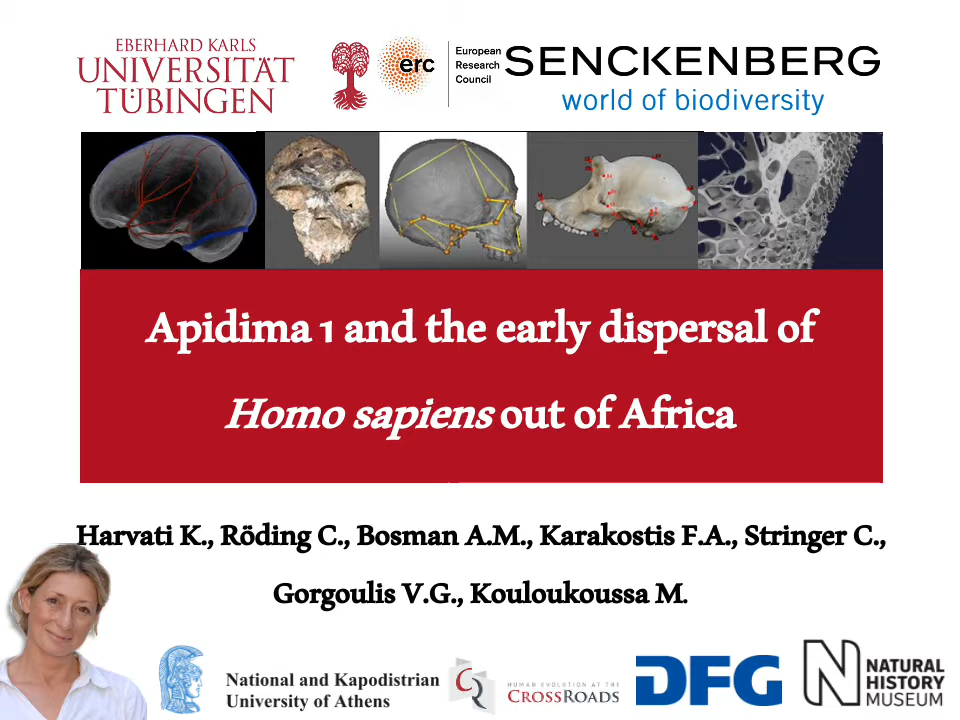 EBERHARD KARLS
UNIVERSITÄT
TÜBINGEN
erc
European
Research
Council
SENCKENBERG
world of biodiversity
Apidima 1 and the early dispersal of
Homo sapiens out of Africa
Harvati K., Röding C., Bosman A.M., Karakostis F.A., Stringer C.,
Gorgoulis V.G., Kouloukoussa M.
National and Kapodistrian
University of Athens
CR
HUMAN EVOLUTION AT THE
CROSSROADS
DFG
N
NATURAL
HISTORY
MUSEUM